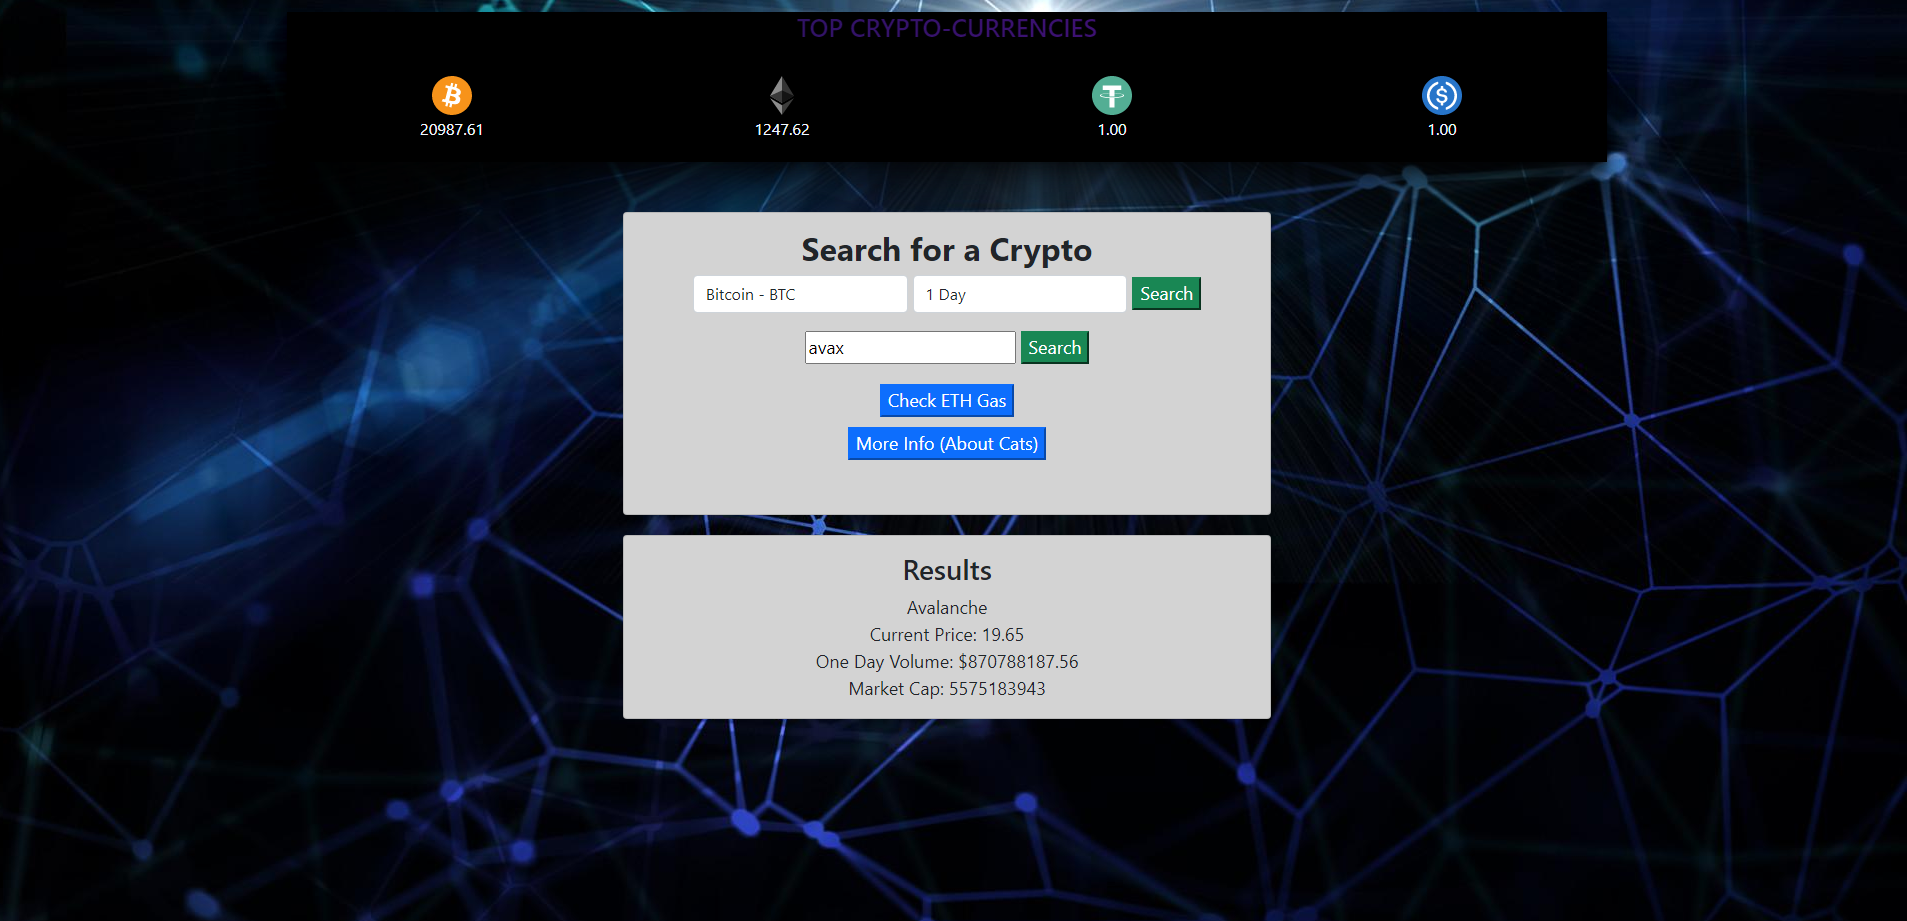 TOP CRYPTO-CURRENCIES
20987.61 1247.62 1.00 1.00
Search for a Crypto
Bitcoin - BTC 1 Day Search
avax Search
Check ETH Gas
More Info (About Cats)
Results
Avalanche
Current Price: 19.65
One Day Volume: $870788187.56
Market Cap: 5575183943